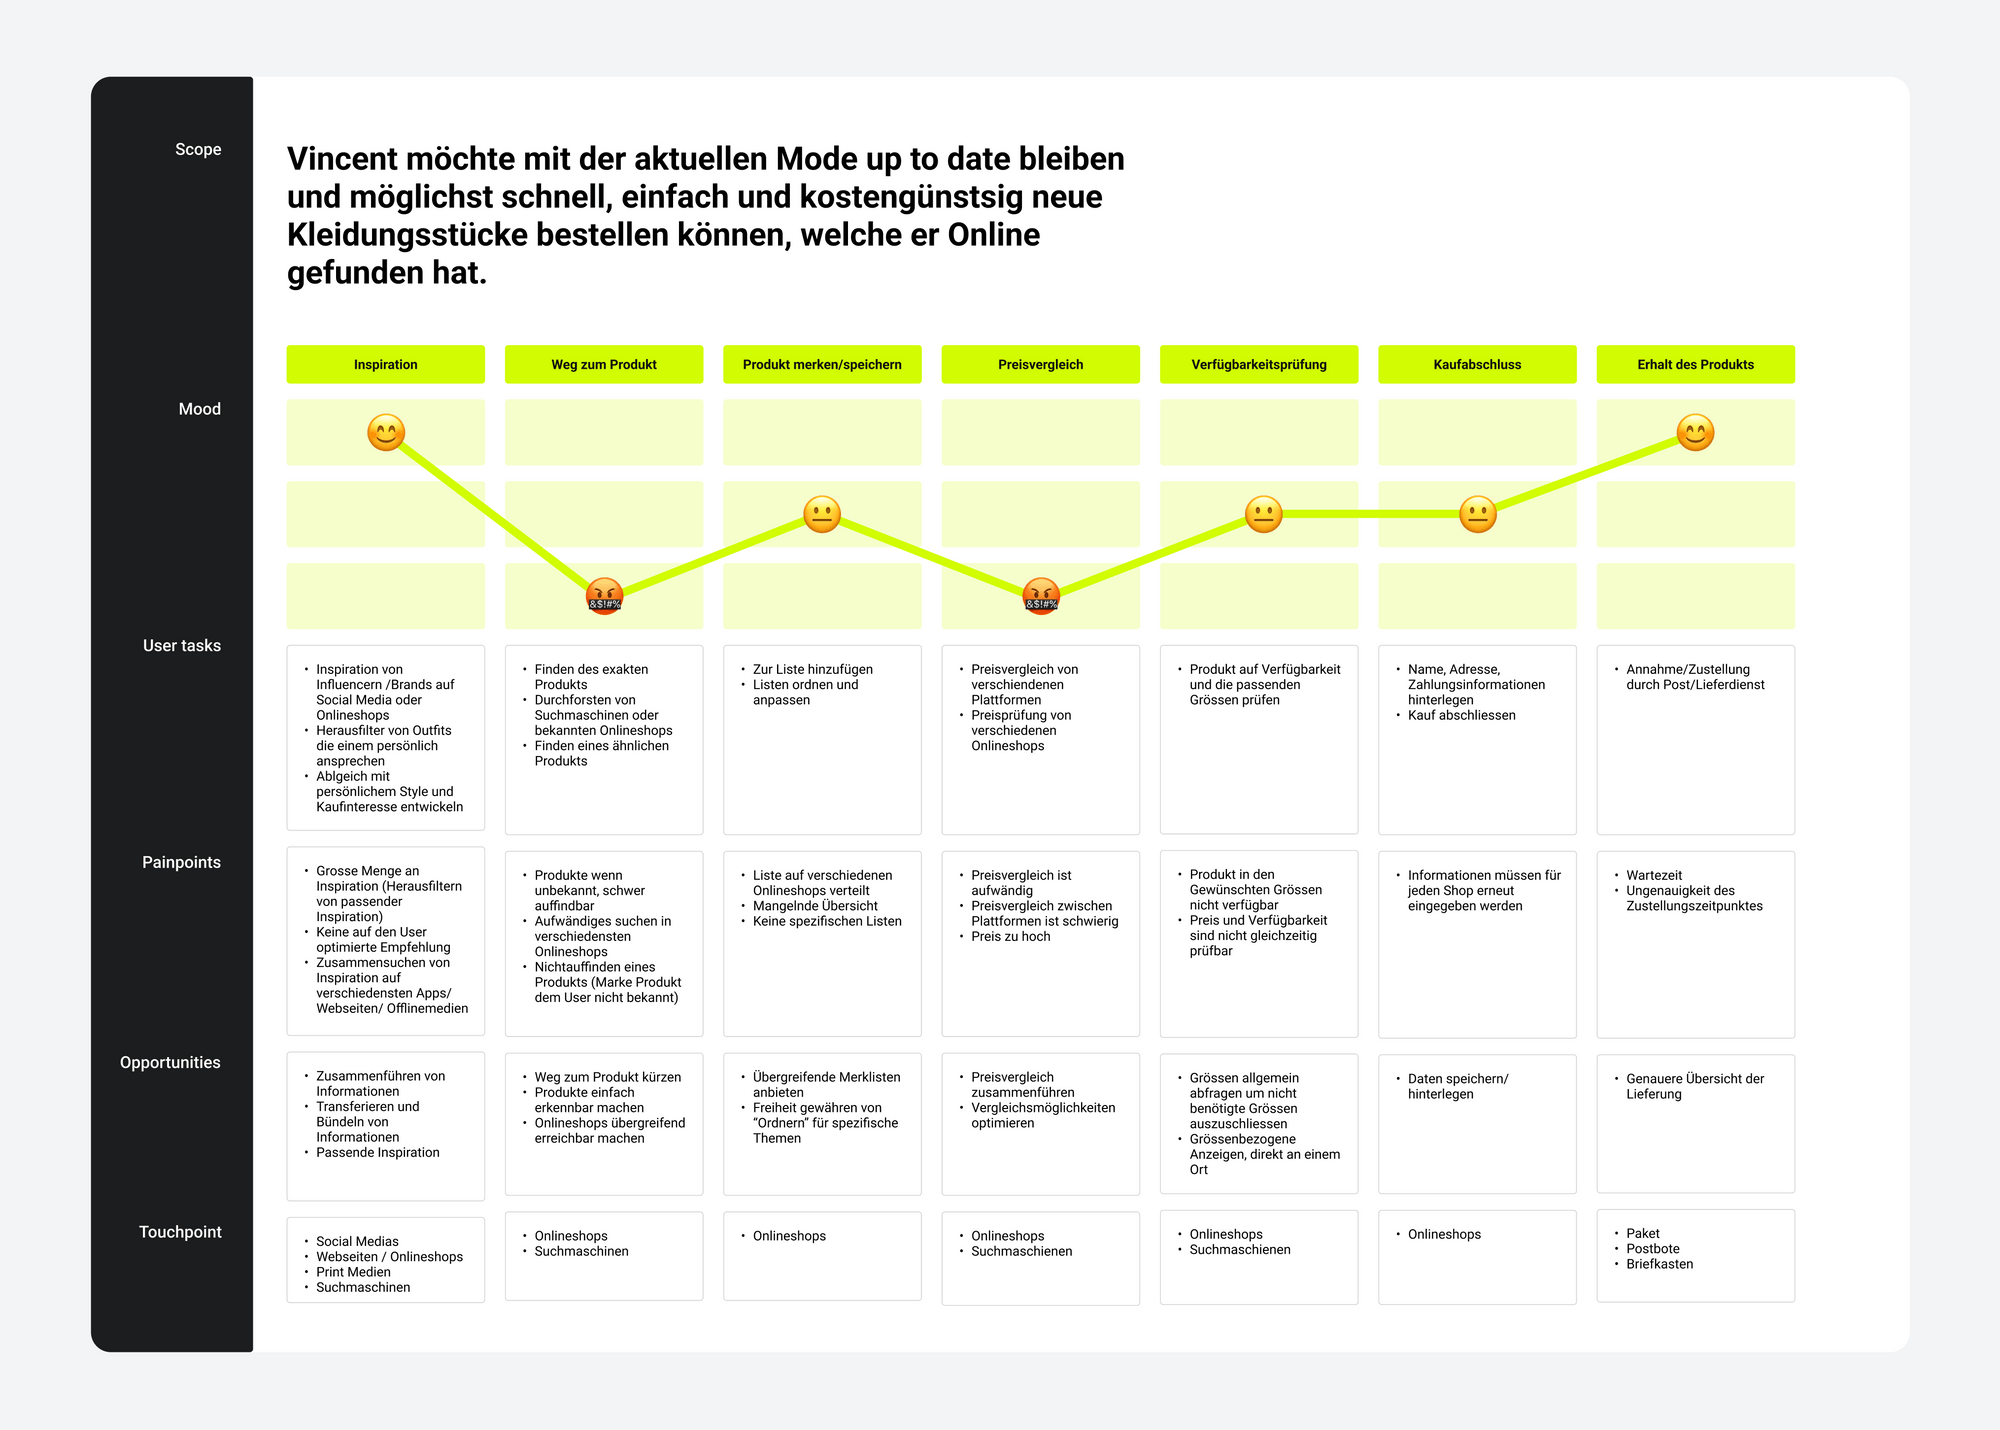 Scope
Vincent möchte mit der aktuellen Mode up to date bleiben
und möglichst schnell, einfach und kostengünstsig neue
Kleidungsstücke bestellen können, welche er Online
gefunden hat.
Inspiration
Weg zum Produkt
Produkt merken/speichern
Preisvergleich
Verfügbarkeitsprüfung
Kaufabschluss
Erhalt des Produkts
Mood
&$!#%
&$!#%
User tasks
• Inspiration von
Influencern /Brands auf
Social Media oder
Onlineshops
• Herausfilter von Outfits
die einem persönlich
ansprechen
• Ablgeich mit
persönlichem Style und
Kaufinteresse entwickeln
• Finden des exakten
Produkts
• Durchforsten von
Suchmaschinen oder
bekannten Onlineshops
• Finden eines ähnlichen
Produkts
• Zur Liste hinzufügen
• Listen ordnen und
anpassen
• Preisvergleich von
verschiendenen
Plattformen
• Preisprüfung von
verschiedenen
Onlineshops
• Produkt auf Verfügbarkeit
und die passenden
Grössen prüfen
• Name, Adresse,
Zahlungsinformationen
hinterlegen
• Kauf abschliessen
• Annahme/Zustellung
durch Post/Lieferdienst
Painpoints
• Grosse Menge an
Inspiration (Herausfiltern
von passender
Inspiration)
• Keine auf den User
optimierte Empfehlung
• Zusammensuchen von
Inspiration auf
verschiedensten Apps/
Webseiten/ Offlinemedien
• Produkte wenn
unbekannt, schwer
auffindbar
• Aufwändiges suchen in
verschiedensten
Onlineshops
• Nichtauffinden eines
Produkts (Marke Produkt
dem User nicht bekannt)
• Liste auf verschiedenen
Onlineshops verteilt
• Mangelnde Übersicht
• Keine spezifischen Listen
• Preisvergleich ist
aufwändig
• Preisvergleich zwischen
Plattformen ist schwierig
• Preis zu hoch
• Produkt in den
Gewünschten Grössen
nicht verfügbar
• Preis und Verfügbarkeit
sind nicht gleichzeitig
prüfbar
• Informationen müssen für
jeden Shop erneut
eingegeben werden
• Wartezeit
• Ungenauigkeit des
Zustellungszeitpunktes
Opportunities
• Zusammenführen von
Informationen
• Transferieren und
Bündeln von
Informationen
• Passende Inspiration
• Weg zum Produkt kürzen
• Produkte einfach
erkennbar machen
• Onlineshops übergreifend
erreichbar machen
• Übergreifende Merklisten
anbieten
• Freiheit gewähren von
“Ordnern” für spezifische
Themen
• Preisvergleich
zusammenführen
• Vergleichsmöglichkeiten
optimieren
• Grössen allgemein
abfragen um nicht
benötigte Grössen
auszuschliessen
• Grössenbezogene
Anzeigen, direkt an einem
Ort
• Daten speichern/
hinterlegen
• Genauere Übersicht der
Lieferung
Touchpoint
• Social Medias
• Webseiten / Onlineshops
• Print Medien
• Suchmaschinen
• Onlineshops
• Suchmaschinen
• Onlineshops
• Onlineshops
• Suchmaschienen
• Onlineshops
• Suchmaschienen
• Onlineshops
• Paket
• Postbote
• Briefkasten